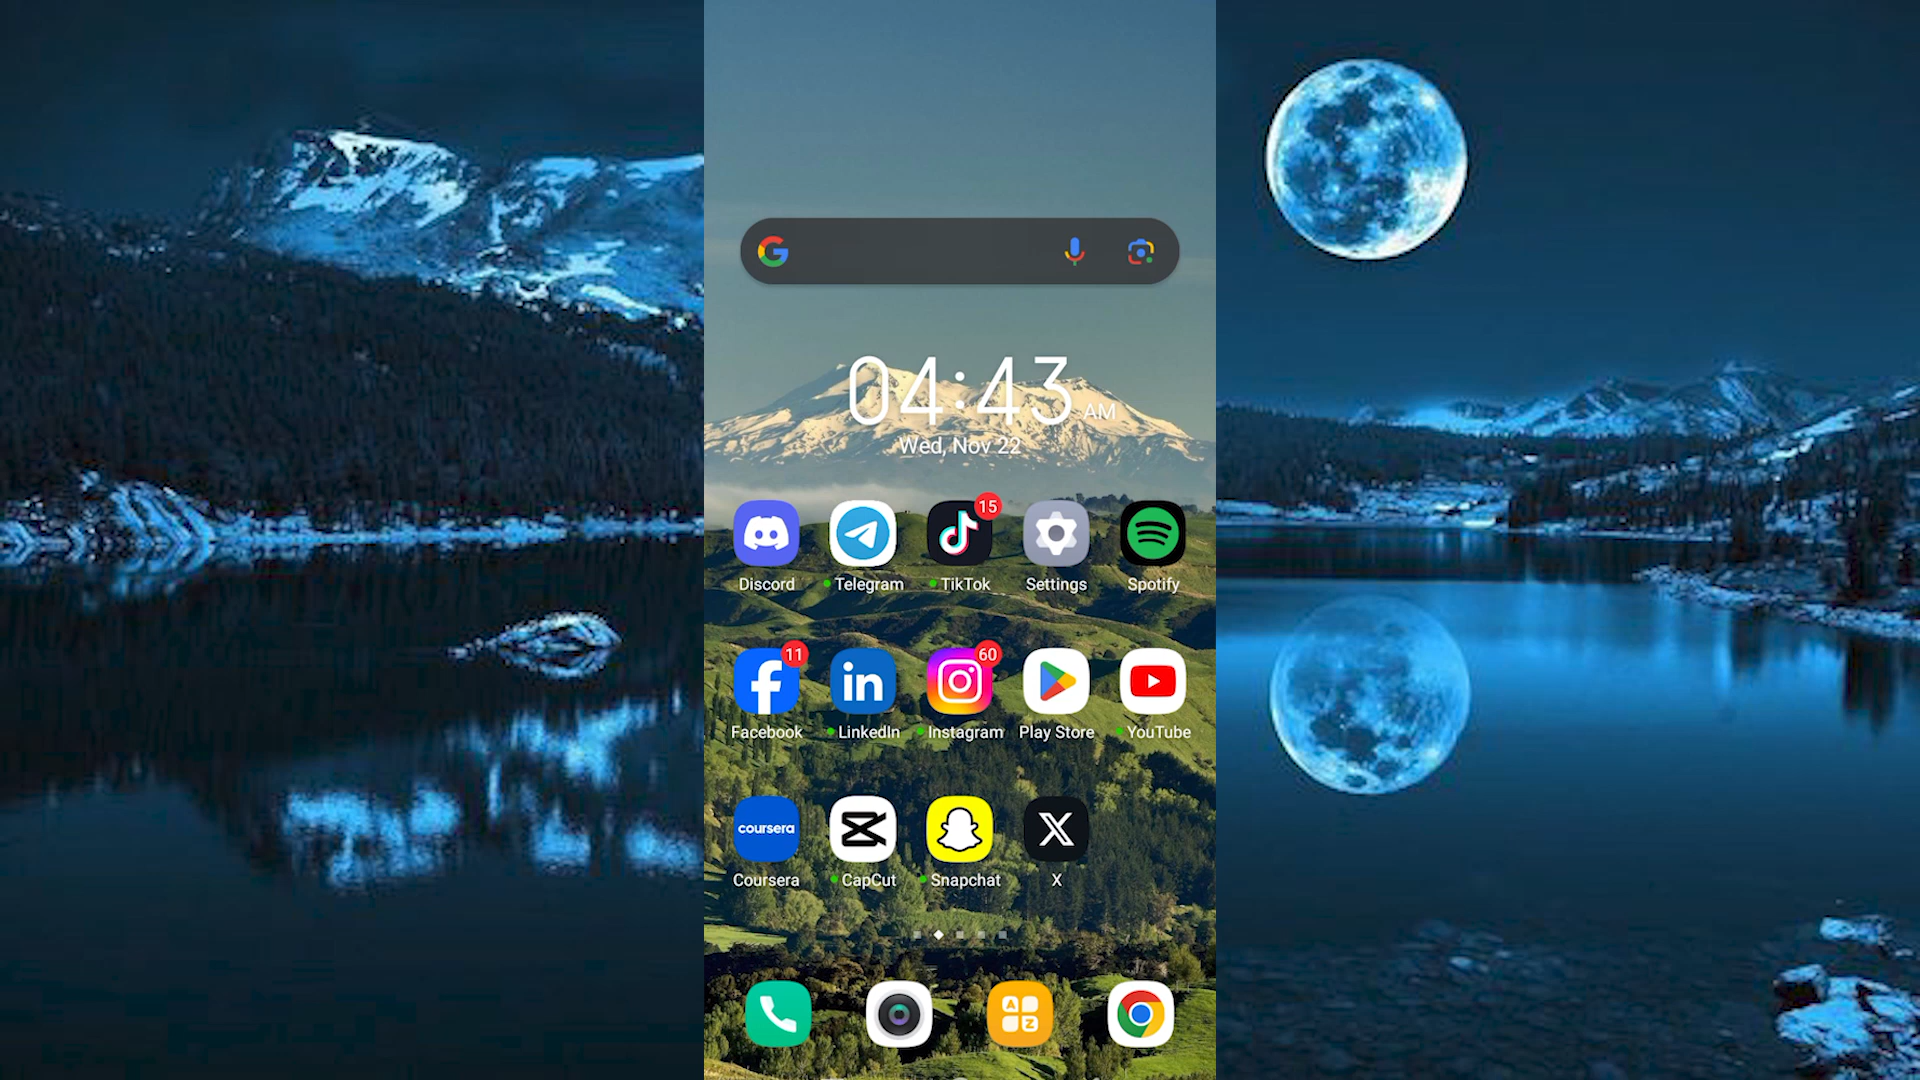 04:43 AM
Wed, Nov 22
15
Discord Telegram TikTok Settings Spotify
11 in 60
Facebook LinkedIn Instagram Play Store YouTube
coursera
Coursera CapCut Snapchat X
A
Z